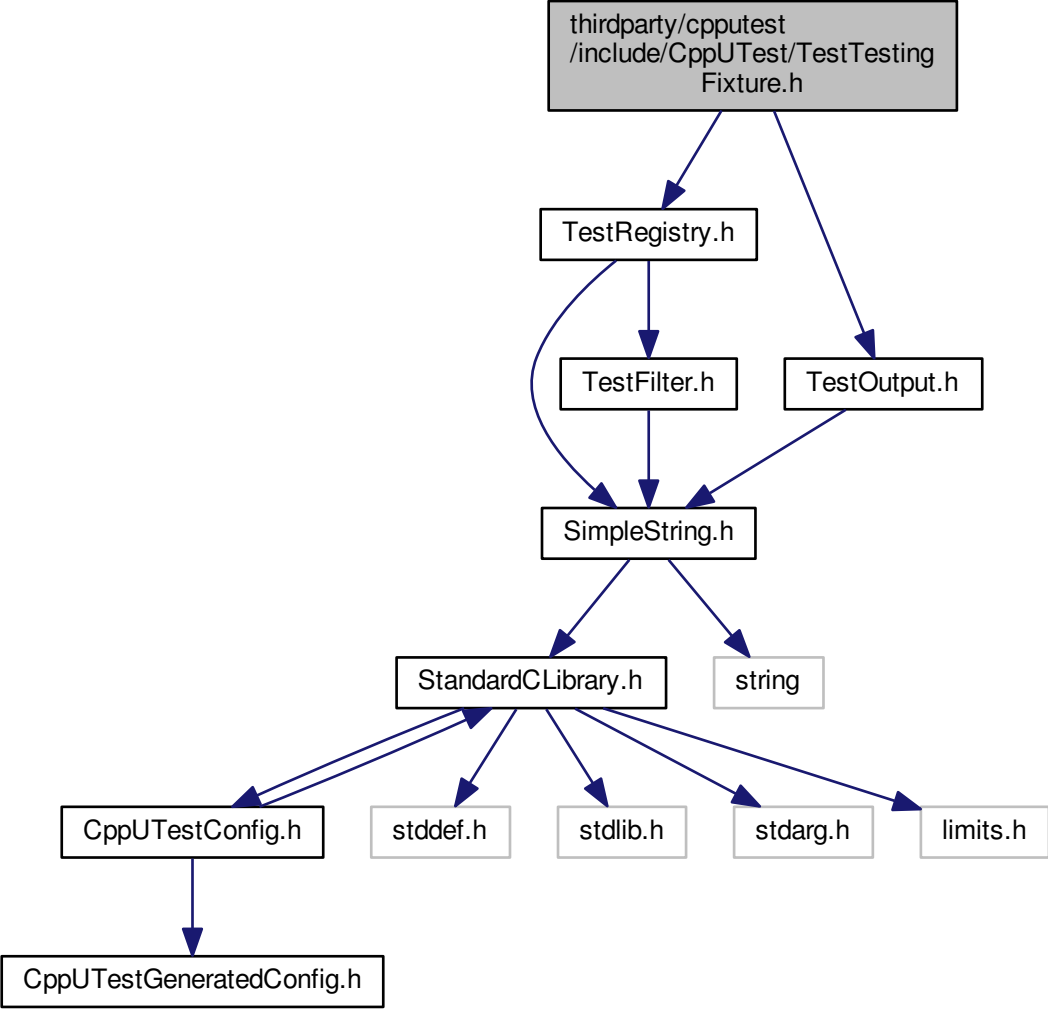 thirdparty/cpputest
/include/CppUTest/TestTesting
Fixture.h
TestRegistry.h
TestFilter.h
TestOutput.h
SimpleString.h
StandardCLibrary.h
string
CppUTestConfig.h
stddef.h
stdlib.h
stdarg.h
limits.h
CppUTestGeneratedConfig.h